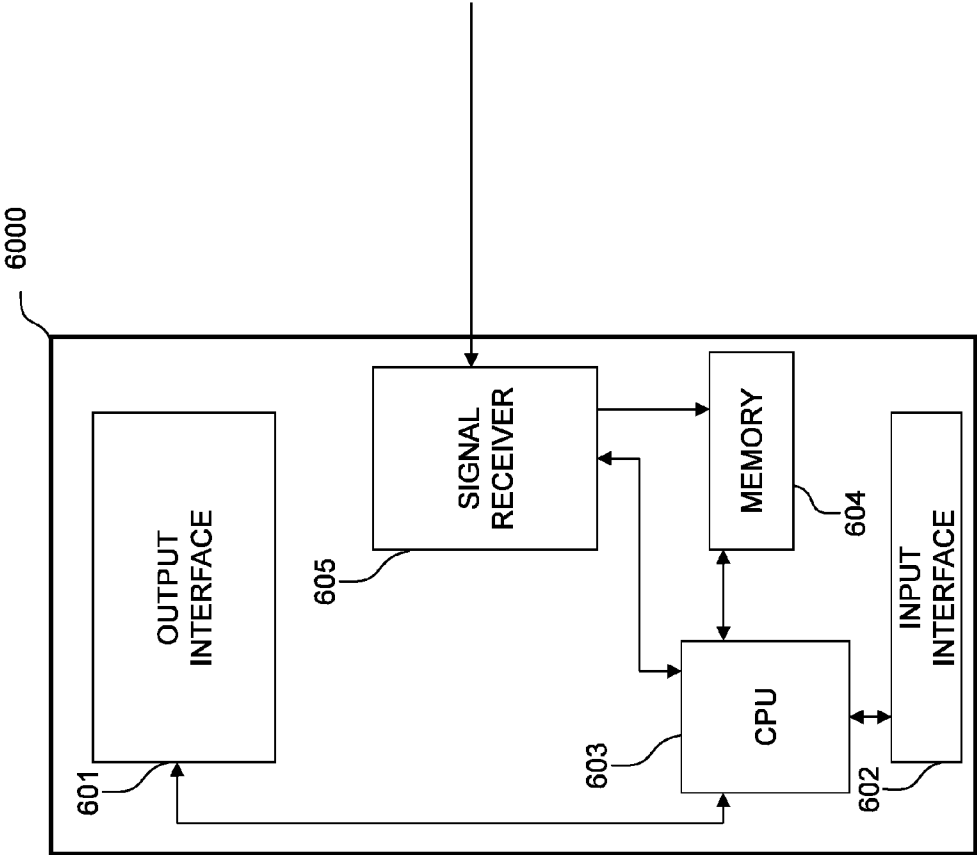 6000
OUTPUT
INTERFACE
601
SIGNAL
RECEIVER
605
MEMORY
604
CPU
603
INPUT
INTERFACE
602